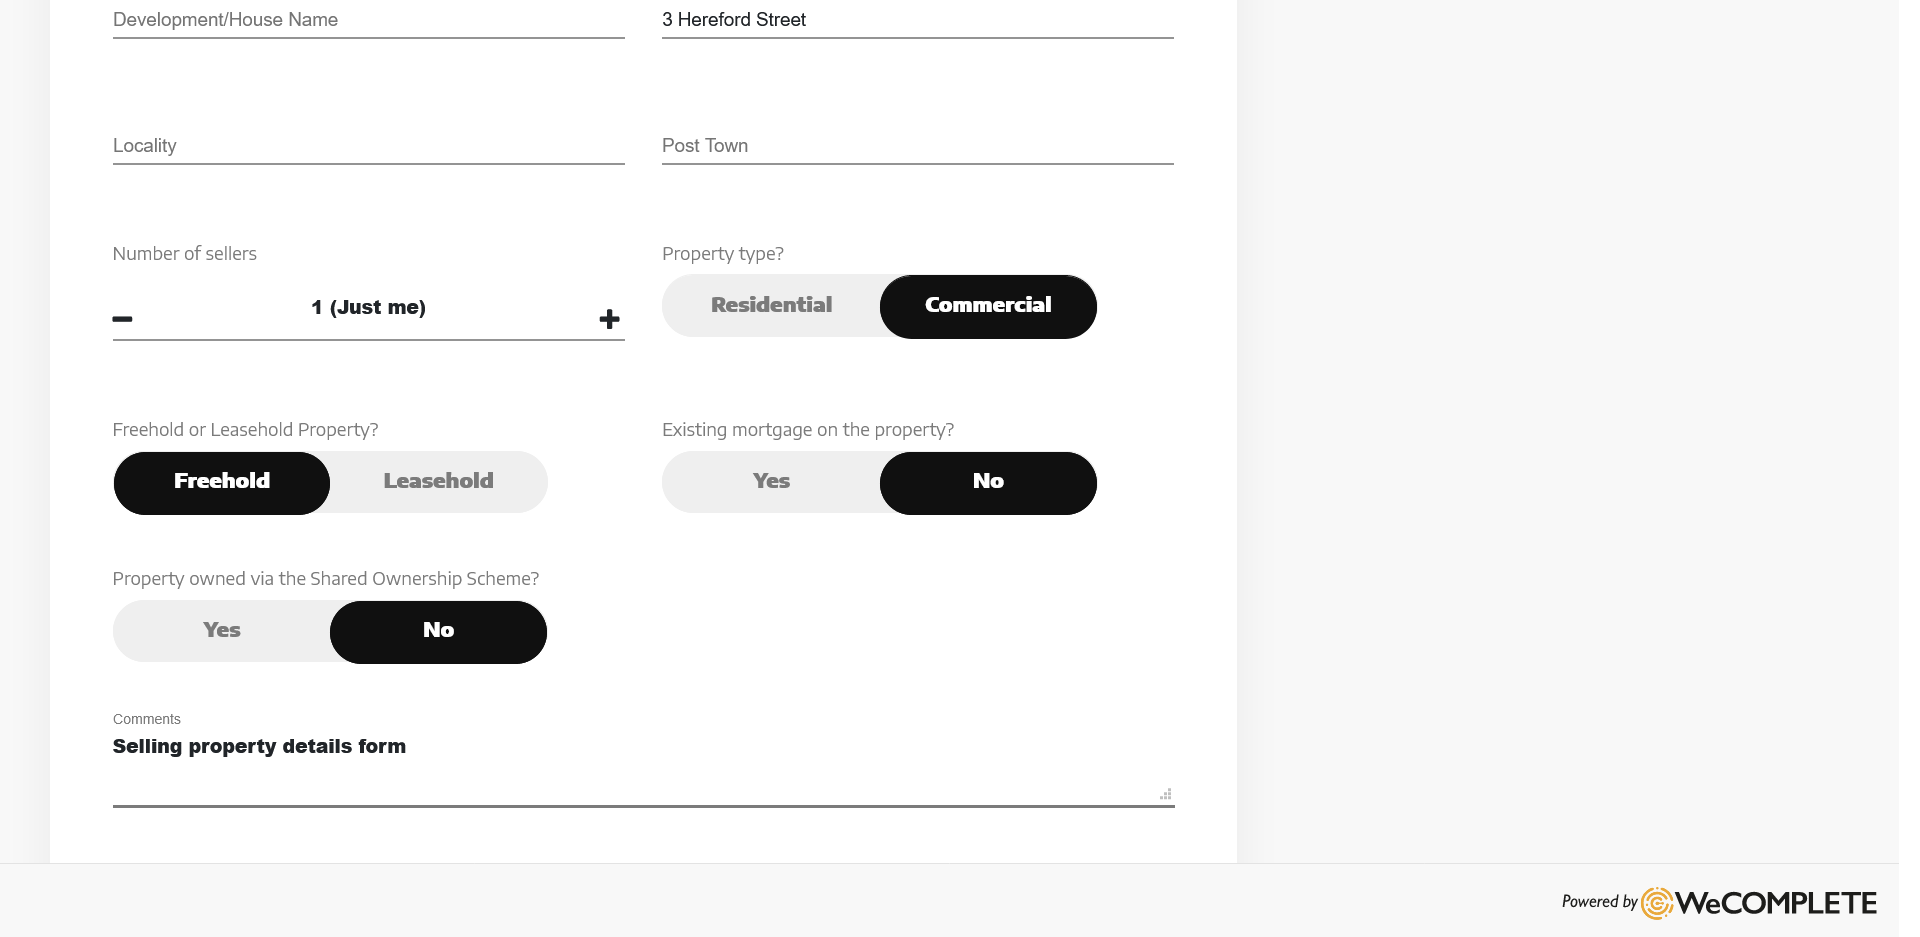 Development/House Name
3 Hereford Street
Locality
Post Town
Number of sellers
1 (Just me)
Property type?
Residential
Commercial
Freehold or Leasehold Property?
Freehold
Leasehold
Existing mortgage on the property?
Yes
No
Property owned via the Shared Ownership Scheme?
Yes
No
Comments
Selling property details form
Powered by WeCOMPLETE